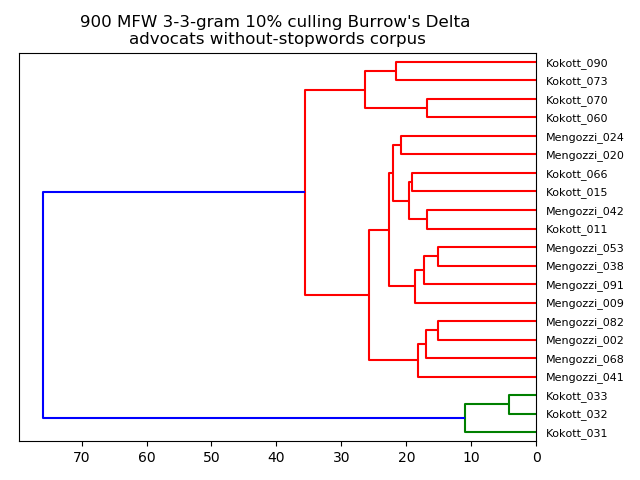 900 MFW 3-3-gram 10% culling Burrow's Delta
advocats without-stopwords corpus
Kokott_090
Kokott_073
Kokott_070
Kokott_060
Mengozzi_024
Mengozzi_020
Kokott_066
Kokott_015
Mengozzi_042
Kokott_011
Mengozzi_053
Mengozzi_038
Mengozzi_091
Mengozzi_009
Mengozzi_082
Mengozzi_002
Mengozzi_068
Mengozzi_041
Kokott_033
Kokott_032
Kokott_031
70 60 50 40 30 20 10 0